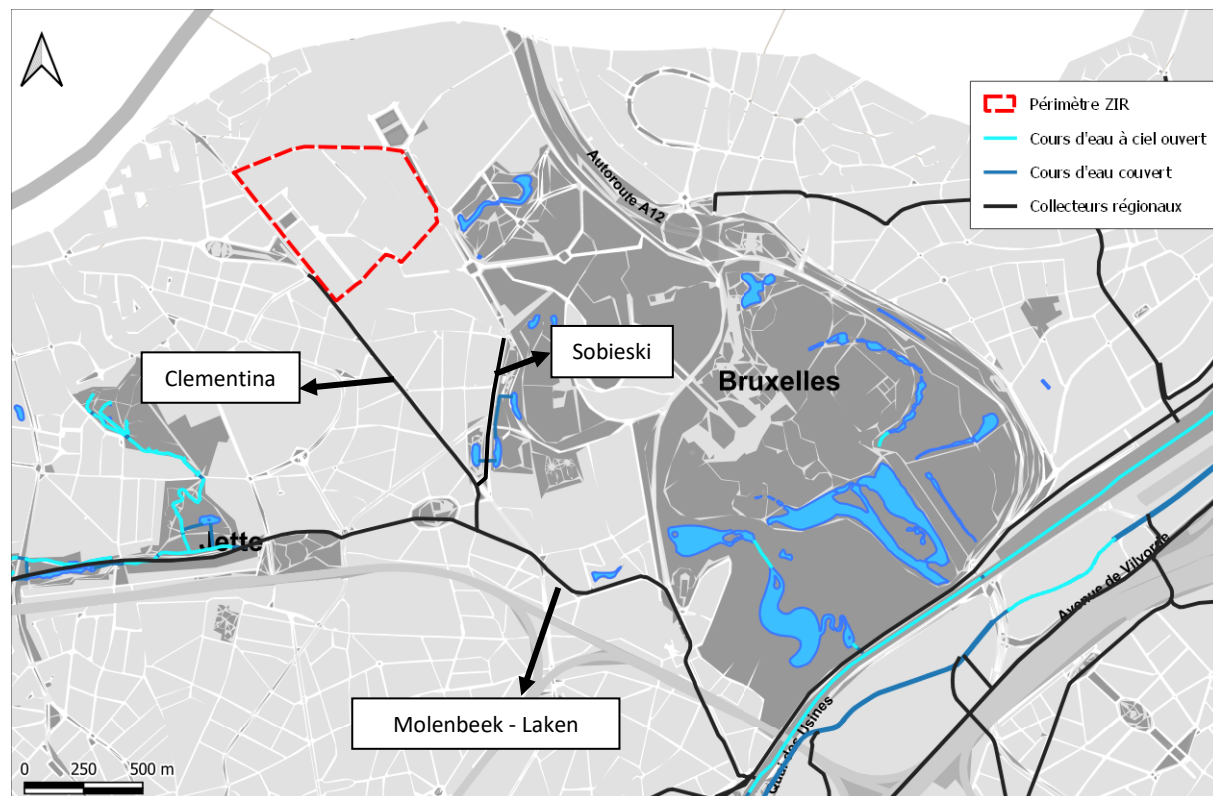 Périmètre ZIR
Cours d'eau à ciel ouvert
Cours d'eau couvert
Collecteurs régionaux
Autoroute A12
Sobieski
Clementina
Bruxelles
Jette
Avenue de Vilvorde
Molenbeek - Laken
Quai des Usines
0 250 500 m